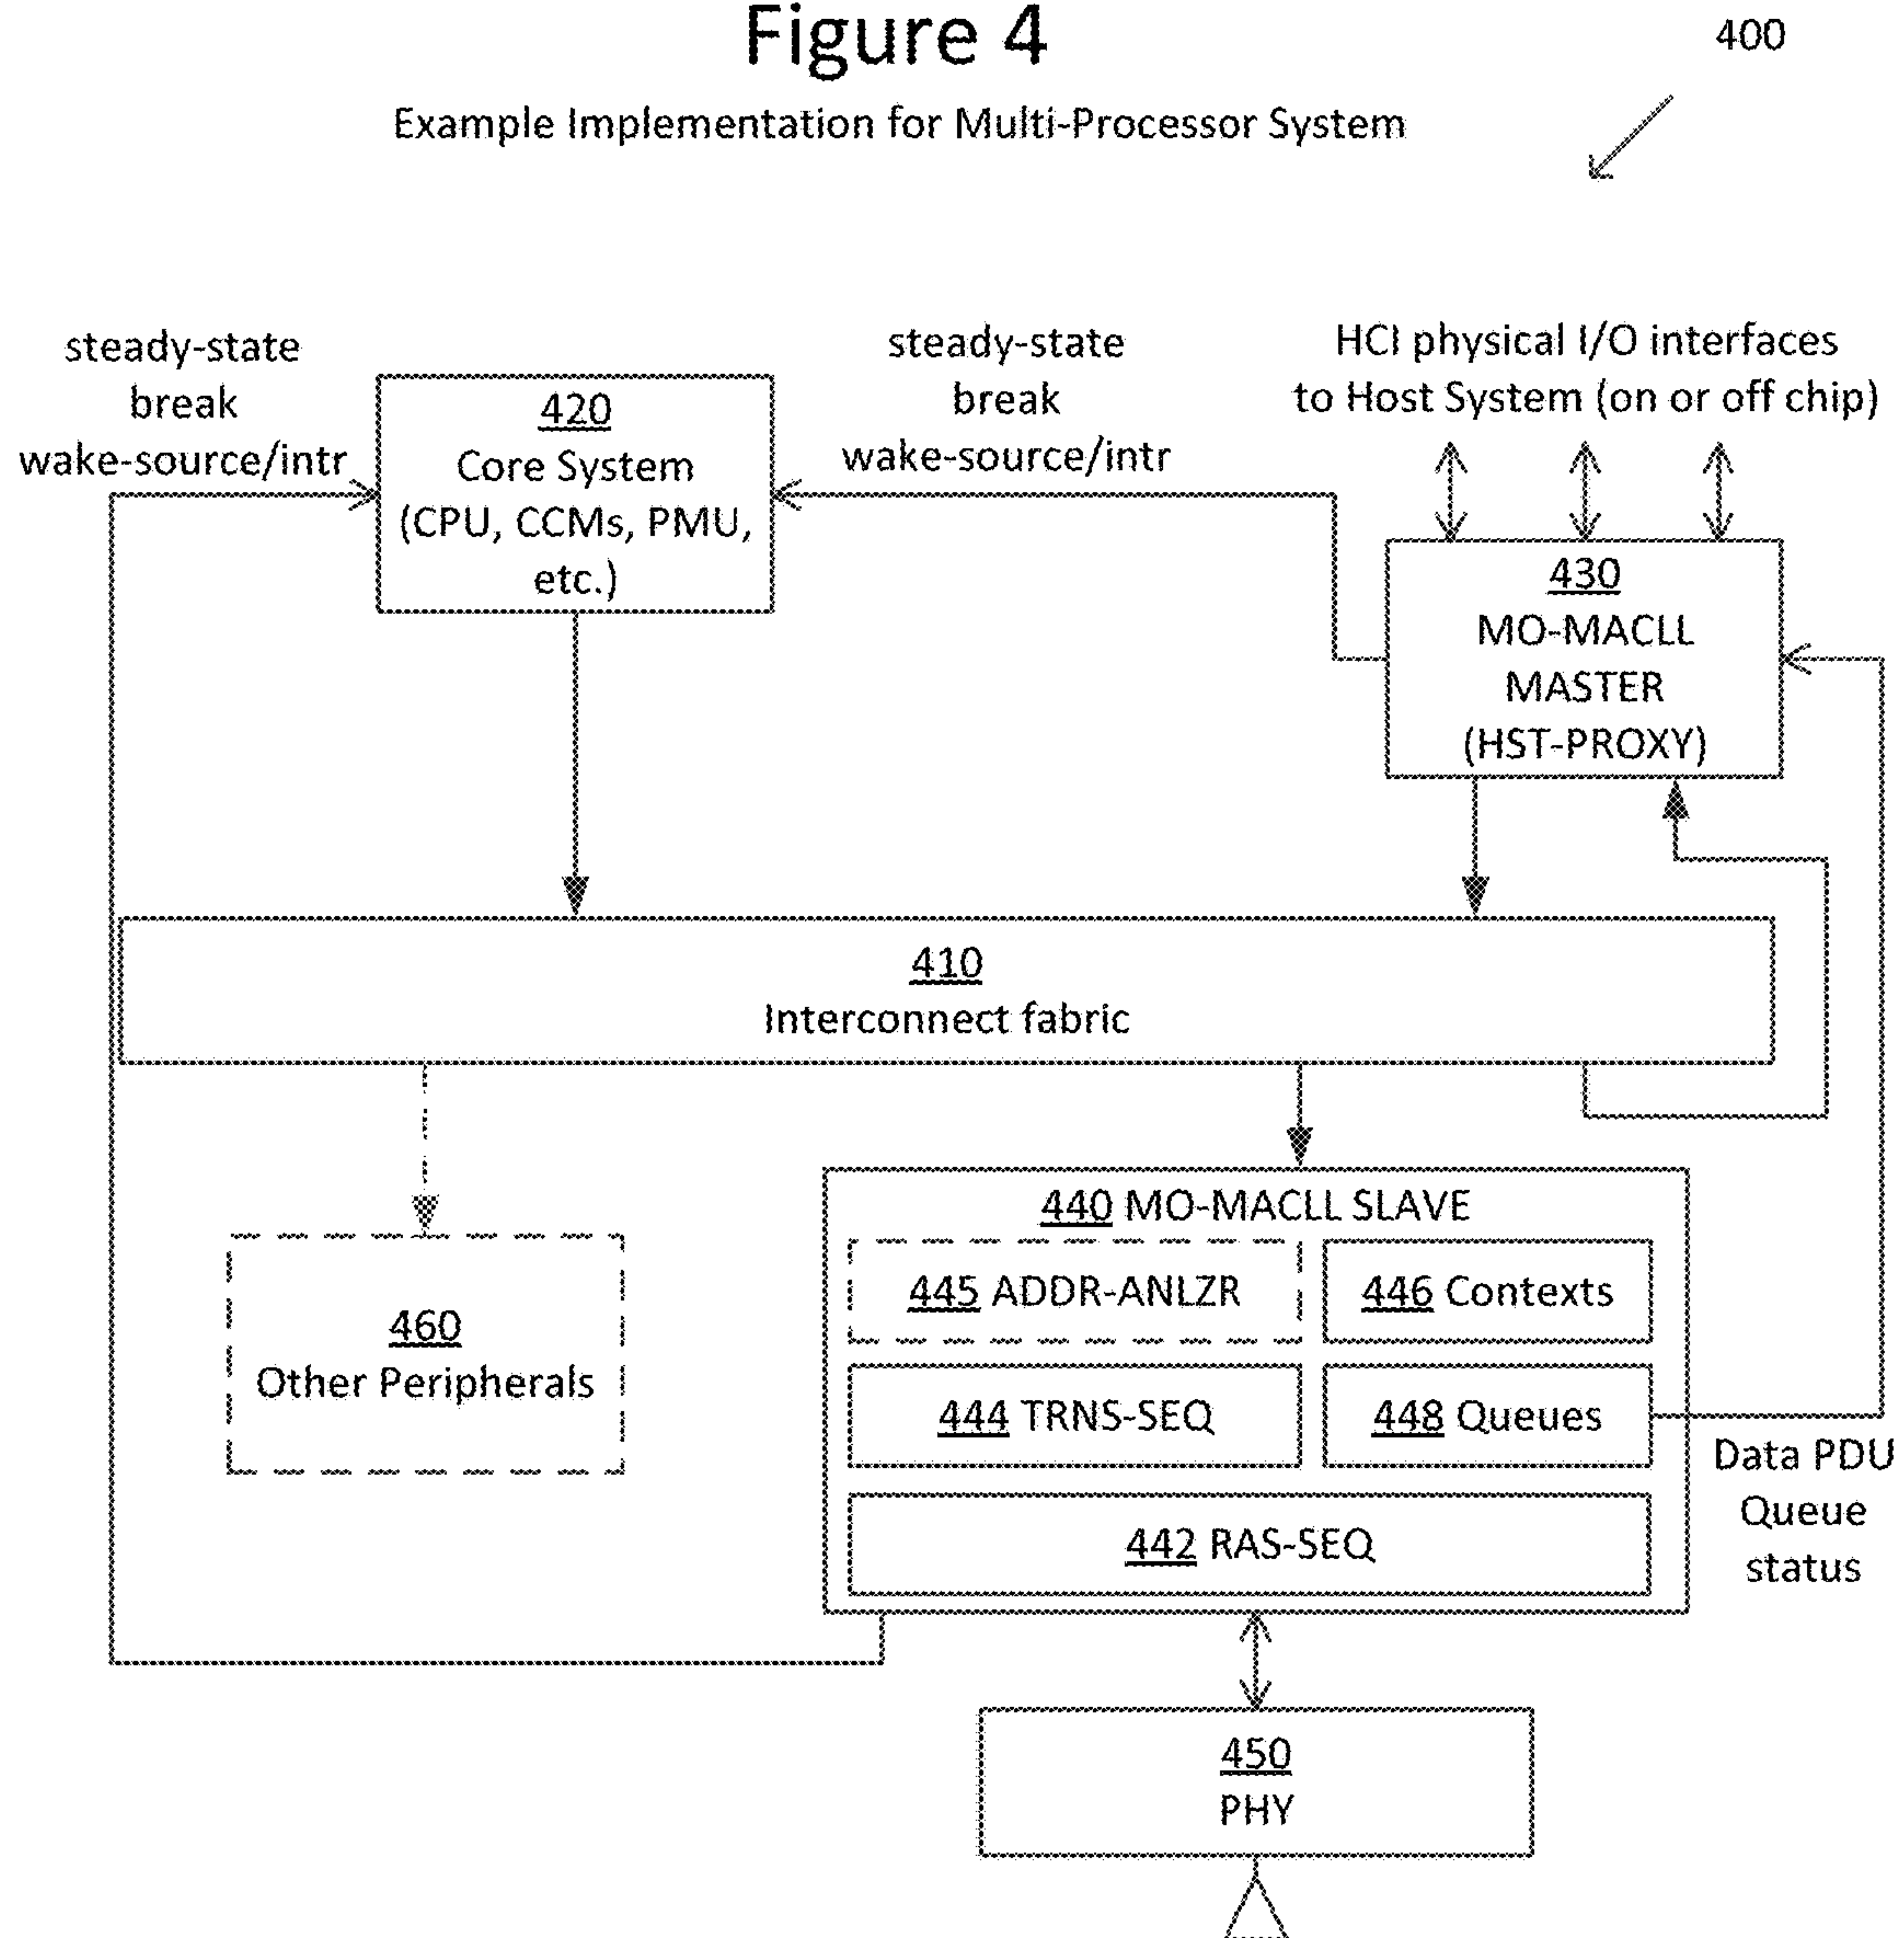 Figure 4
400
Example Implementation for Multi-Processor System
steady-state
break
wake-source/intr
420
Core System
(CPU, CCMs, PMU,
etc.)
steady-state
break
wake-source/intr
HCI physical I/O interfaces
to Host System (on or off chip)
430
MO-MACLL
MASTER
(HST-PROXY)
410
Interconnect fabric
460
Other Peripherals
440 MO-MACLL SLAVE
445 ADDR-ANLZR
446 Contexts
444 TRNS-SEQ
448 Queues
442 RAS-SEQ
Data PDU
Queue
status
450
PHY